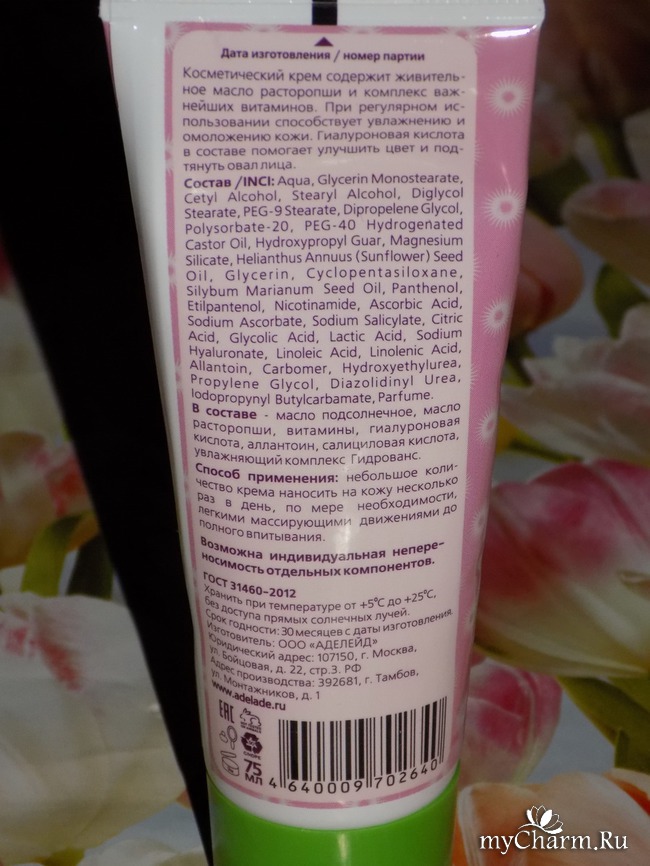 Дата изготовления / номер партии
Косметический крем содержит живитель-
ное масло расторопши и комплекс важ-
нейших витаминов. При регулярном ис-
пользовании способствует увлажнению и
омоложению кожи. Гиалуроновая кислота
в составе помогает улучшить цвет и под-
тянуть овал лица.
Состав /INCI: Aqua, Glycerin Monostearate,
Cetyl Alcohol, Stearyl Alcohol, Diglycol
Stearate, PEG-9 Stearate, Dipropelene Glycol,
Polysorbate-20, PEG-40 Hydrogenated
Castor Oil, Hydroxypropyl Guar, Magnesium
Silicate, Helianthus Annuus (Sunflower) Seed
Oil, Glycerin, Cyclopentasiloxane,
Silybum Marianum Seed Oil, Panthenol,
Etilpantenol, Nicotinamide, Ascorbic Acid,
Sodium Ascorbate, Sodium Salicylate, Citric
Acid, Glycolic Acid, Lactic Acid, Sodium
Hyaluronate, Linoleic Acid, Linolenic Acid,
Allantoin, Carbomer, Hydroxyethylurea,
Propylene Glycol, Diazolidinyl Urea,
Iodopropynyl Butylcarbamate, Parfume.
В составе - масло подсолнечное, масло
расторопши, витамины, гиалуроновая
кислота, аллантоин, салициловая кислота,
увлажняющий комплекс Гидрованс.
Способ применения: небольшое коли-
чество крема наносить на кожу несколько
раз в день, по мере необходимости,
легкими массирующими движениями до
полного впитывания.
Возможна индивидуальная непере-
носимость отдельных компонентов.
ГОСТ 31460-2012
Хранить при температуре от +5°С до +25°С,
без доступа прямых солнечных лучей.
Срок годности: 30 месяцев с даты изготовления.
Изготовитель: ООО «АДЕЛЕЙД»
Юридический адрес: 107150, г. Москва,
ул. Бойцовая, д. 22, стр.3. РФ
Адрес производства: 392681, г. Тамбов,
ул. Монтажников, д. 1
www.adelade.ru
EAC
75
МЛ
4 640009 702640
myCharm.Ru